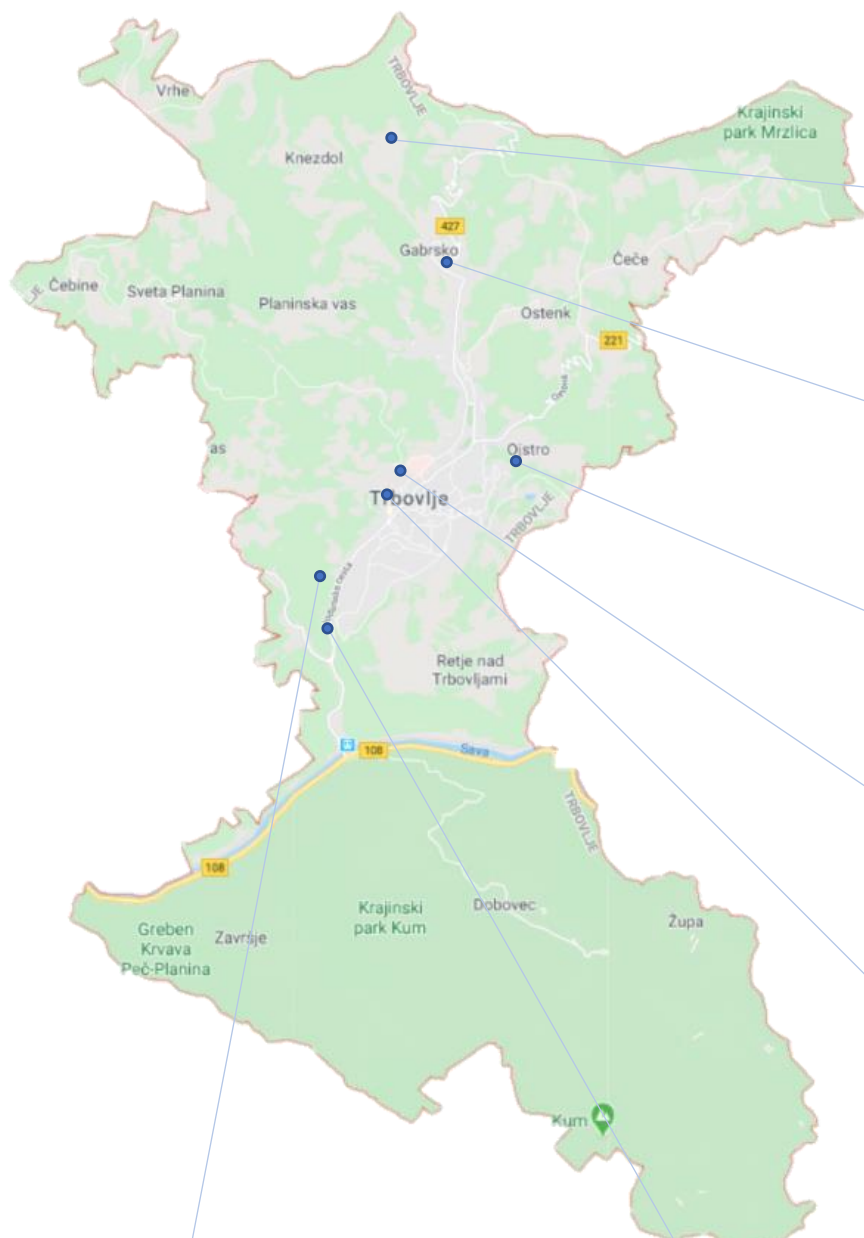 TRBOVLJE
Vrhe
Krajinski
park Mrzlica
Knezdol
427
Gabrsko
Čeče
JE
Čebine
Sveta Planina
Planinska vas
Ostenk
221
as
Ojstro
Trbovlje
TRBOVLJE
cesta
Retje nad
Trbovljami
Sava
108
TRBOVLJE
108
Krajinski
park Kum
Dobovec
Župa
Greben
Krvava
Peč-Planina
Završje
Kum